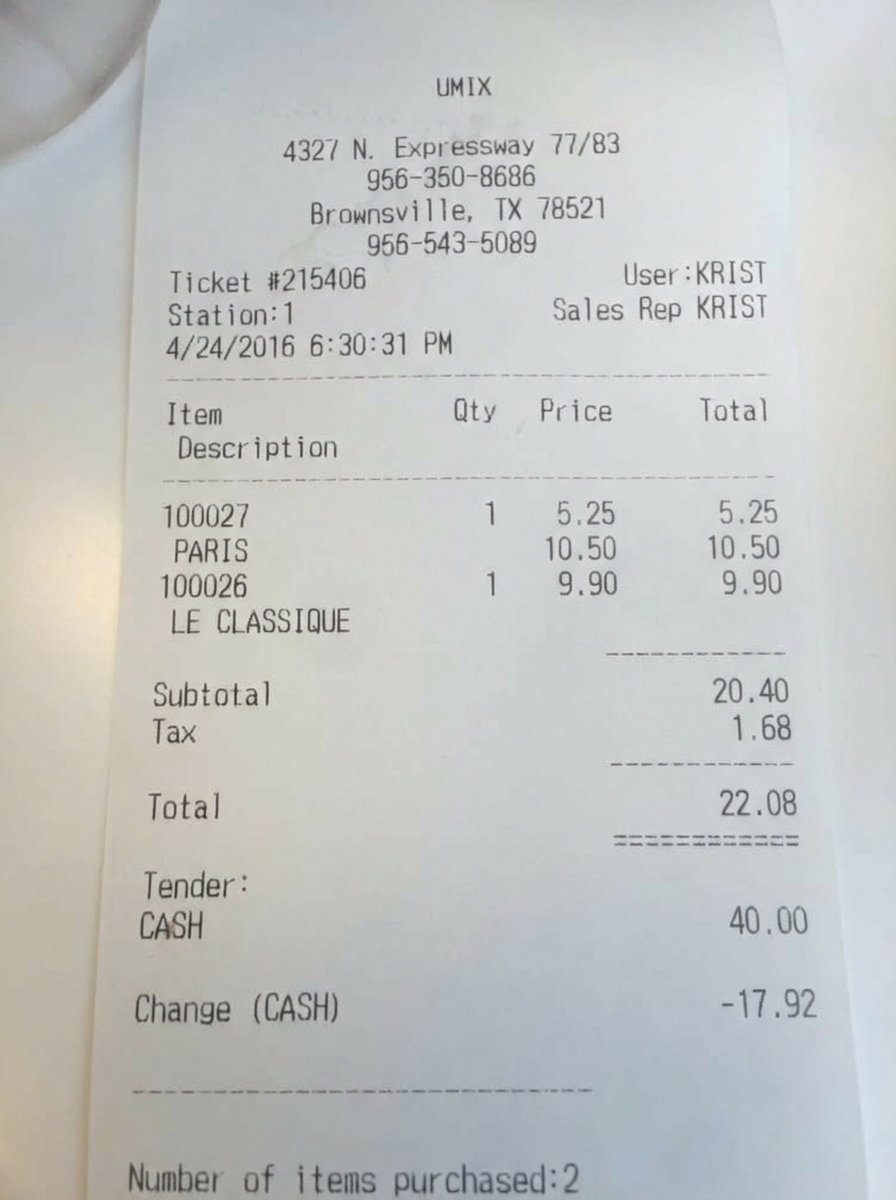 UMIX
4327 N. Expressway 77/83
956-350-8686
Brownsville, TX 78521
956-543-5089
Ticket #215406 User:KRIST
Station:1 Sales Rep KRIST
4/24/2016 6:30:31 PM
Item Qty Price Total
Description
100027 1 5.25 5.25
PARIS 10.50 10.50
100026 1 9.90 9.90
LE CLASSIQUE
Subtotal 20.40
Tax 1.68
Total 22.08
Tender:
CASH 40.00
Change (CASH) -17.92
Number of items purchased:2